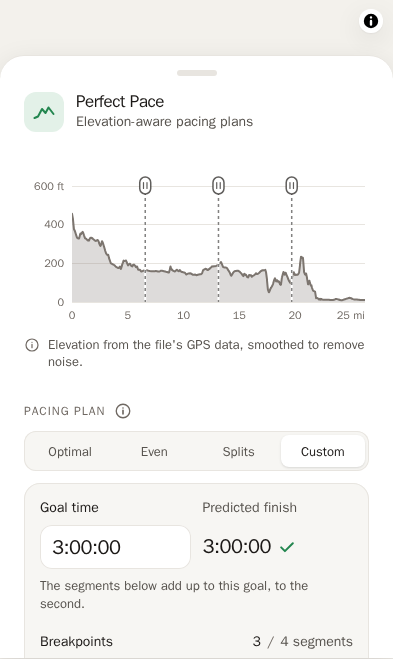 Perfect Pace
Elevation-aware pacing plans
600 ft
400
200
0
0 5 10 15 20 25 mi
Elevation from the file's GPS data, smoothed to remove
noise.
PACING PLAN
Optimal Even Splits Custom
Goal time Predicted finish
3:00:00 3:00:00
The segments below add up to this goal, to the
second.
Breakpoints 3 / 4 segments